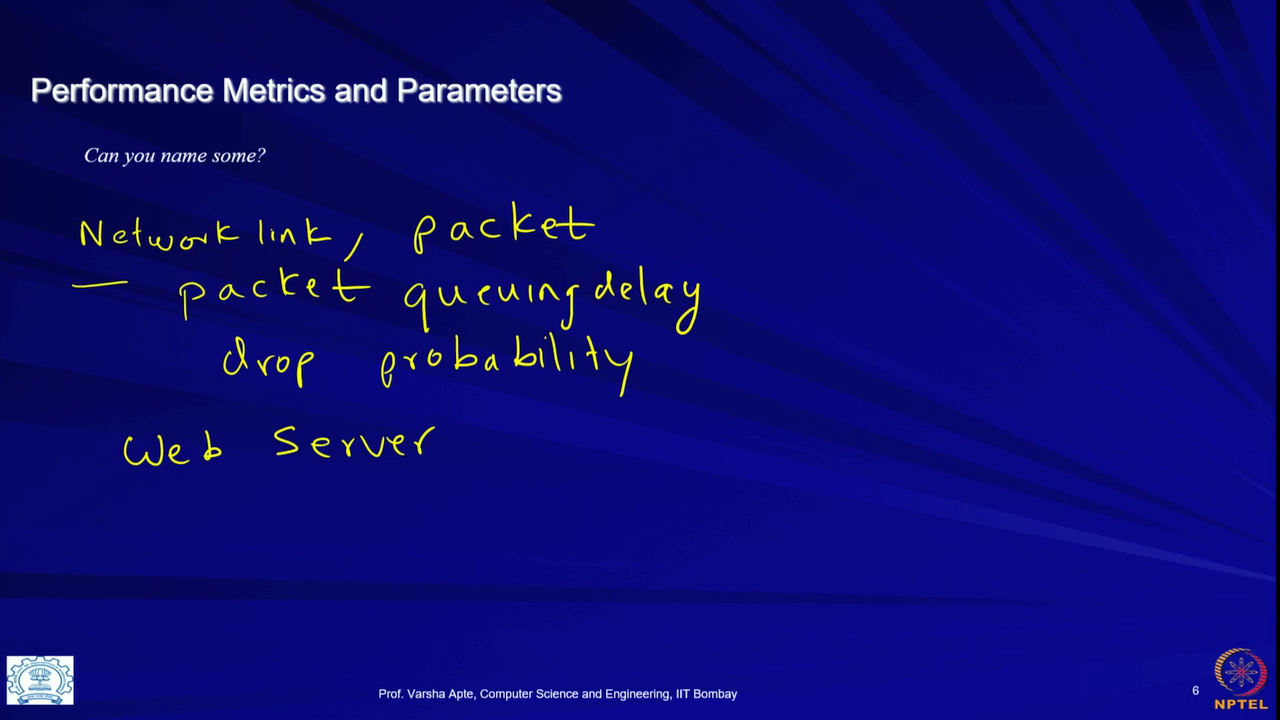 Performance Metrics and Parameters
Can you name some?
Network link, packet
— packet queuing delay
drop probability
Web Server
Prof. Varsha Apte, Computer Science and Engineering, IIT Bombay
6
NPTEL